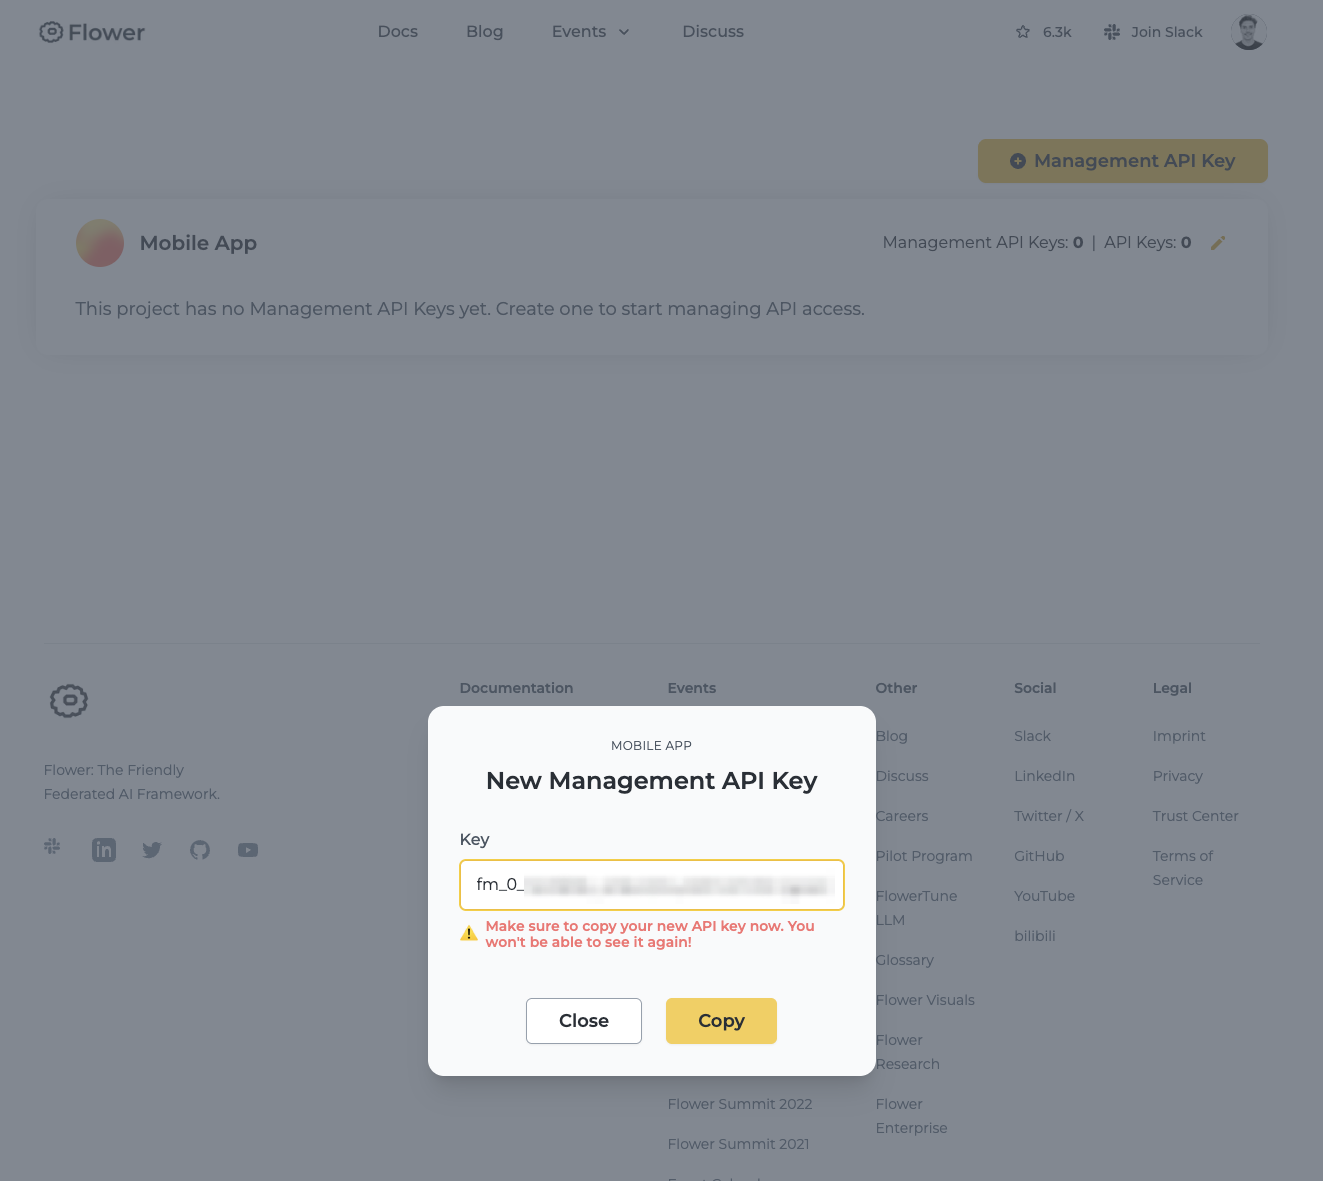 Flower
Docs Blog Events Discuss
6.3k Join Slack
Management API Key
Mobile App
Management API Keys: 0 | API Keys: 0
This project has no Management API Keys yet. Create one to start managing API access.
Flower: The Friendly
Federated AI Framework.
Documentation
Events
Other
Blog
Discuss
Careers
Pilot Program
FlowerTune
LLM
Glossary
Flower Visuals
Flower
Research
Flower
Enterprise
Social
Slack
LinkedIn
Twitter / X
GitHub
YouTube
bilibili
Legal
Imprint
Privacy
Trust Center
Terms of
Service
MOBILE APP
New Management API Key
Key
fm_0_
Make sure to copy your new API key now. You
won't be able to see it again!
Close Copy
Flower Summit 2022
Flower Summit 2021